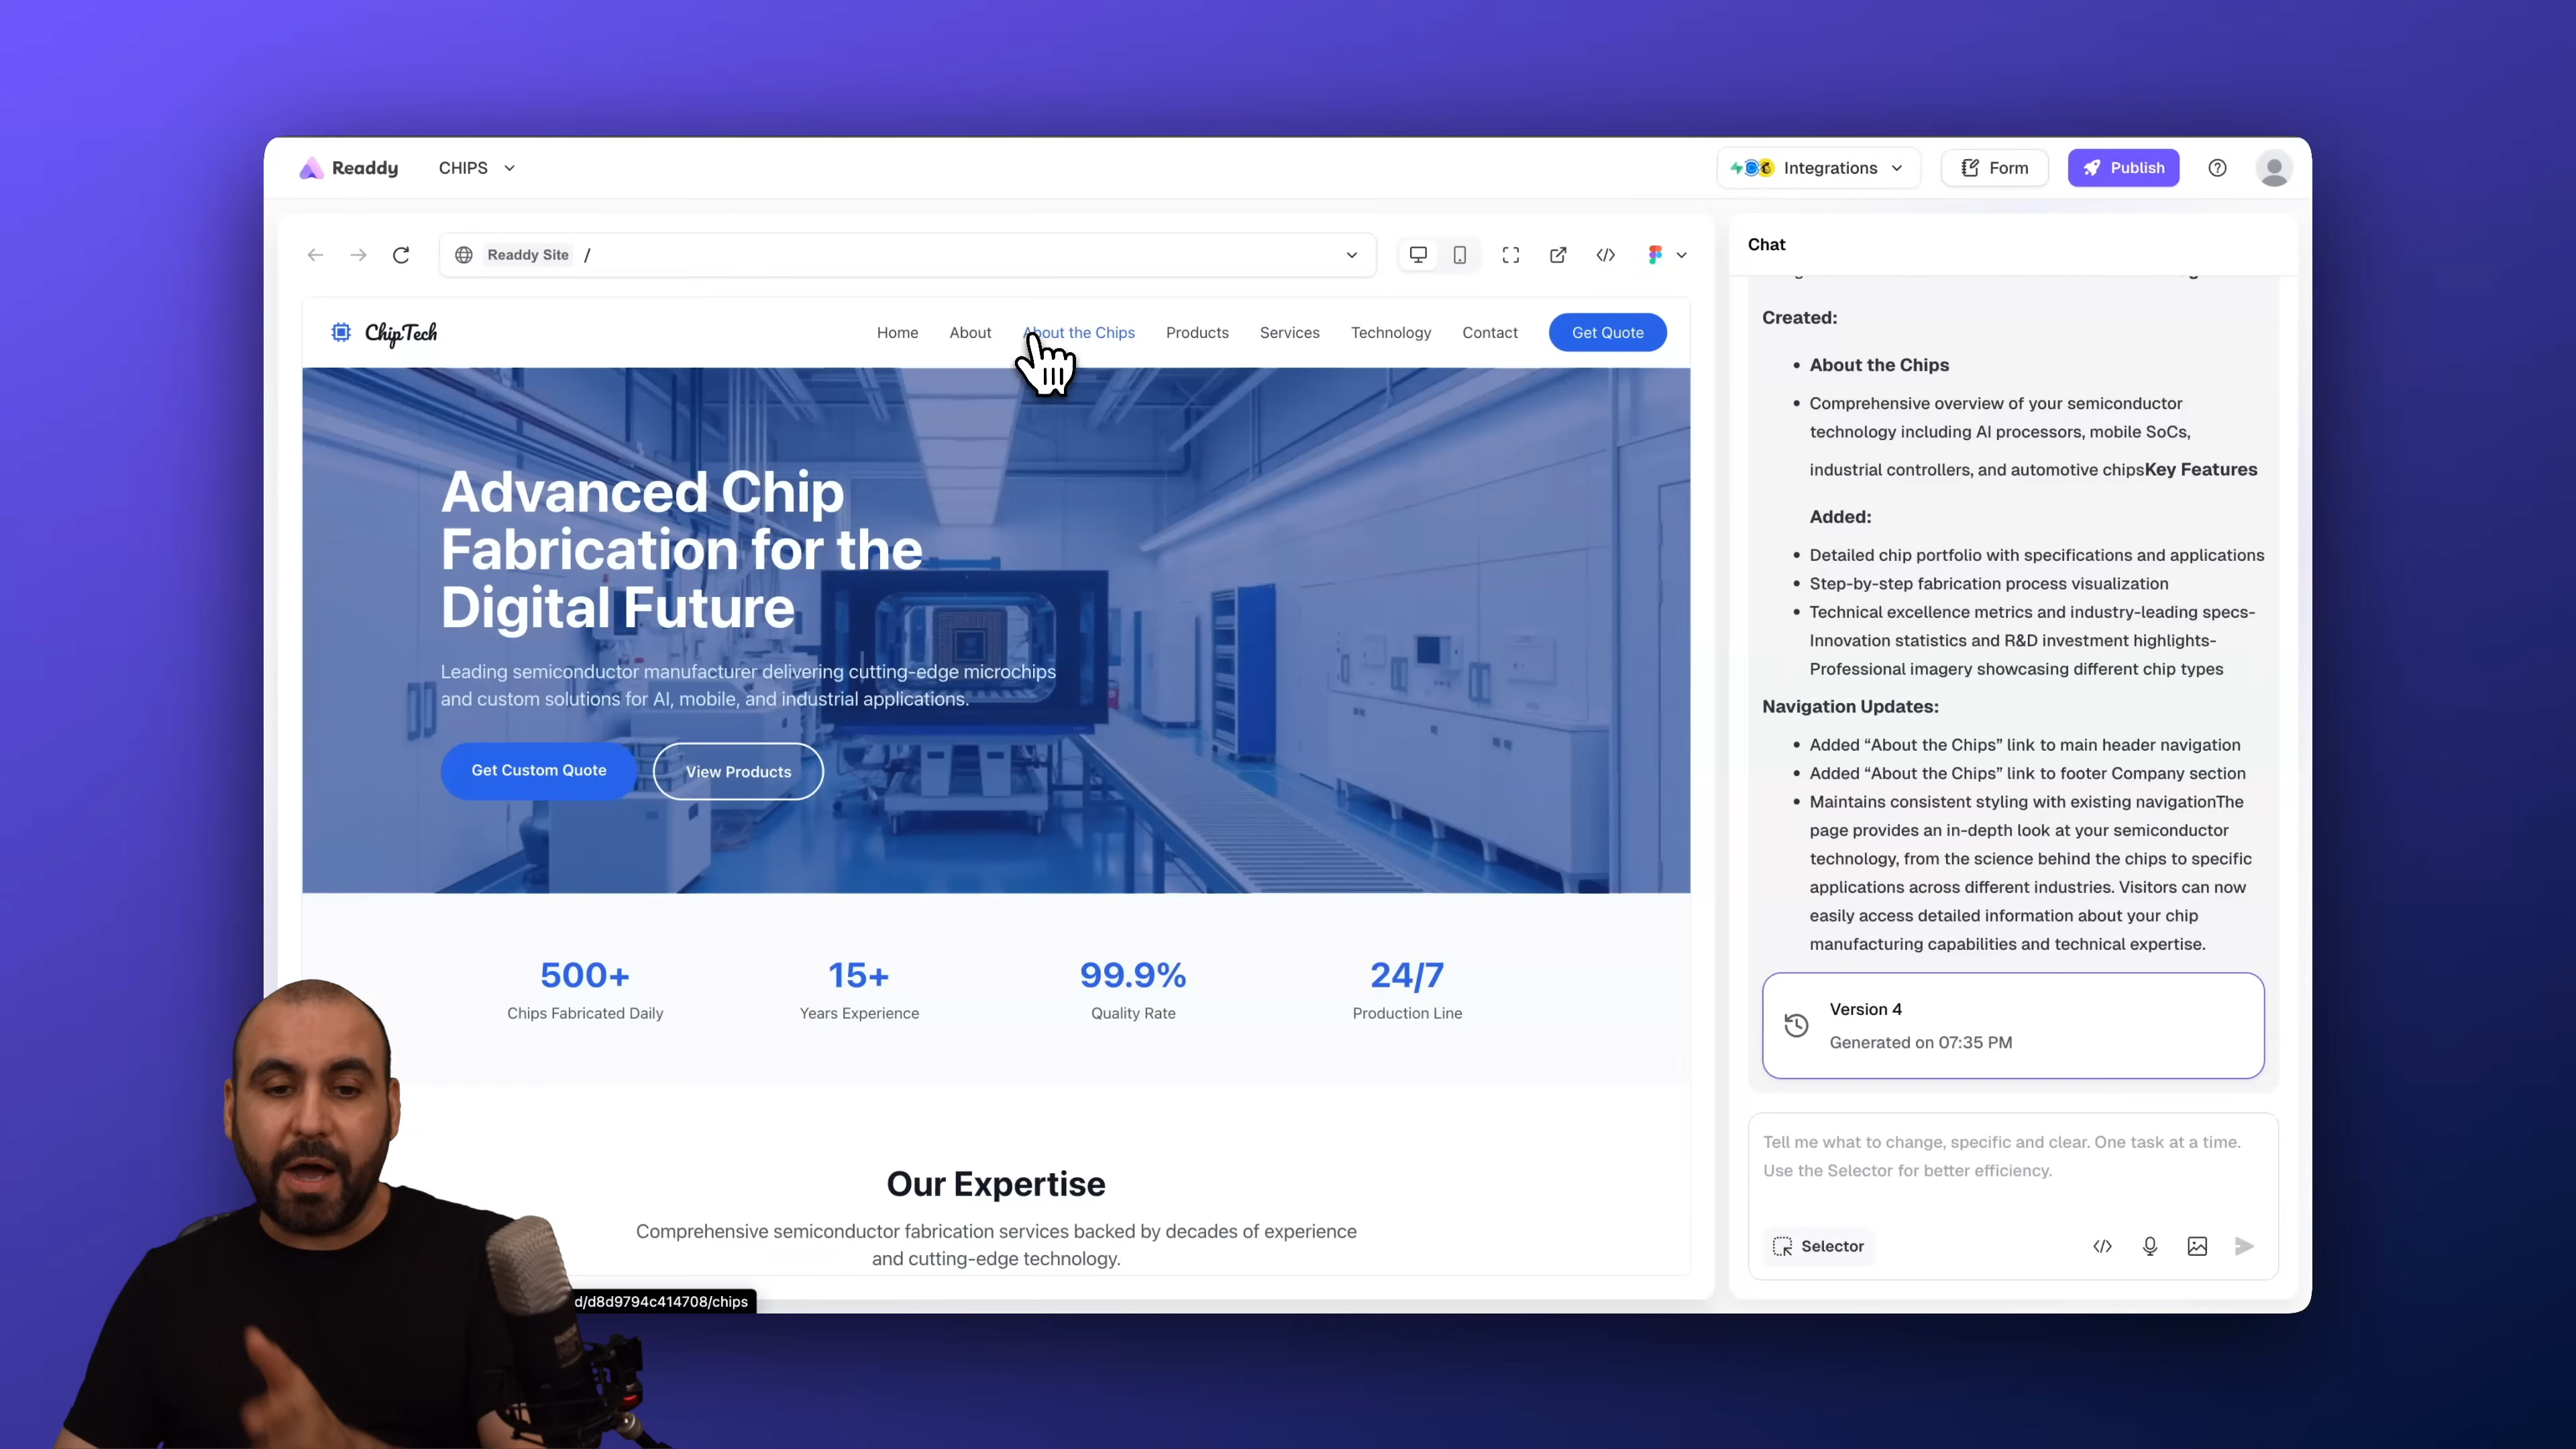 Readdy
CHIPS
Integrations
Form
Publish
Readdy Site /
ChipTech
Home
About
About the Chips
Products
Services
Technology
Contact
Get Quote
Advanced Chip
Fabrication for the
Digital Future
Leading semiconductor manufacturer delivering cutting-edge microchips
and custom solutions for AI, mobile, and industrial applications.
Get Custom Quote
View Products
500+
Chips Fabricated Daily
15+
Years Experience
99.9%
Quality Rate
24/7
Production Line
Our Expertise
Comprehensive semiconductor fabrication services backed by decades of experience
and cutting-edge technology.
d/d8d9794c414708/chips
Chat
Created:
• About the Chips
• Comprehensive overview of your semiconductor
technology including AI processors, mobile SoCs,
industrial controllers, and automotive chipsKey Features
Added:
• Detailed chip portfolio with specifications and applications
• Step-by-step fabrication process visualization
• Technical excellence metrics and industry-leading specs-
Innovation statistics and R&D investment highlights-
Professional imagery showcasing different chip types
Navigation Updates:
• Added “About the Chips” link to main header navigation
• Added “About the Chips” link to footer Company section
• Maintains consistent styling with existing navigationThe
page provides an in-depth look at your semiconductor
technology, from the science behind the chips to specific
applications across different industries. Visitors can now
easily access detailed information about your chip
manufacturing capabilities and technical expertise.
Version 4
Generated on 07:35 PM
Tell me what to change, specific and clear. One task at a time.
Use the Selector for better efficiency.
Selector